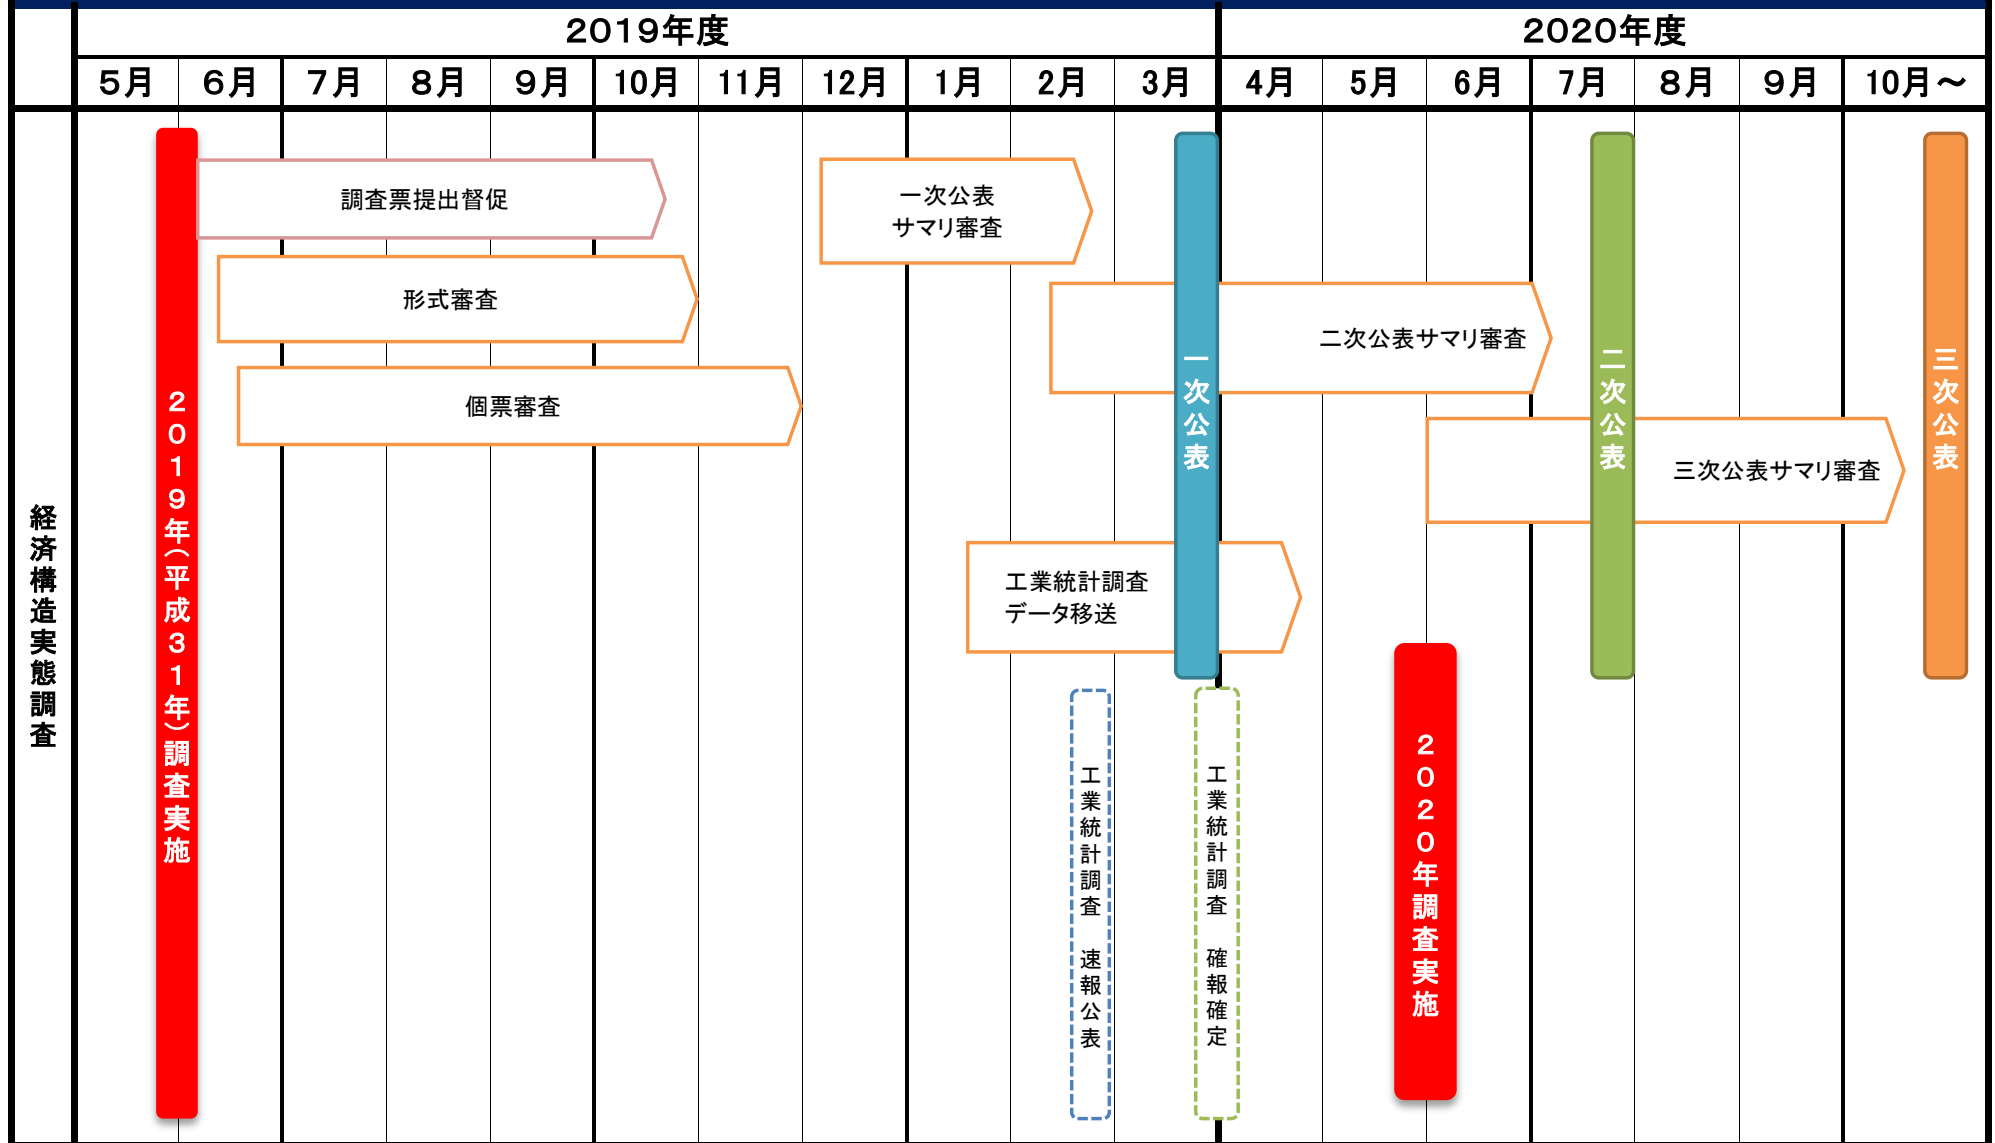 2019年度
2020年度
5月
6月
7月
8月
9月
10月
11月
12月
1月
2月
3月
4月
5月
6月
7月
8月
9月
10月～
経済構造実態調査
2019年(平成31年)調査実施
調査票提出督促
形式審査
個票審査
一次公表
サマリ審査
二次公表サマリ審査
三次公表サマリ審査
工業統計調査
データ移送
一次公表
二次公表
三次公表
工業統計調査　速報公表
工業統計調査　確報確定
2020年調査実施